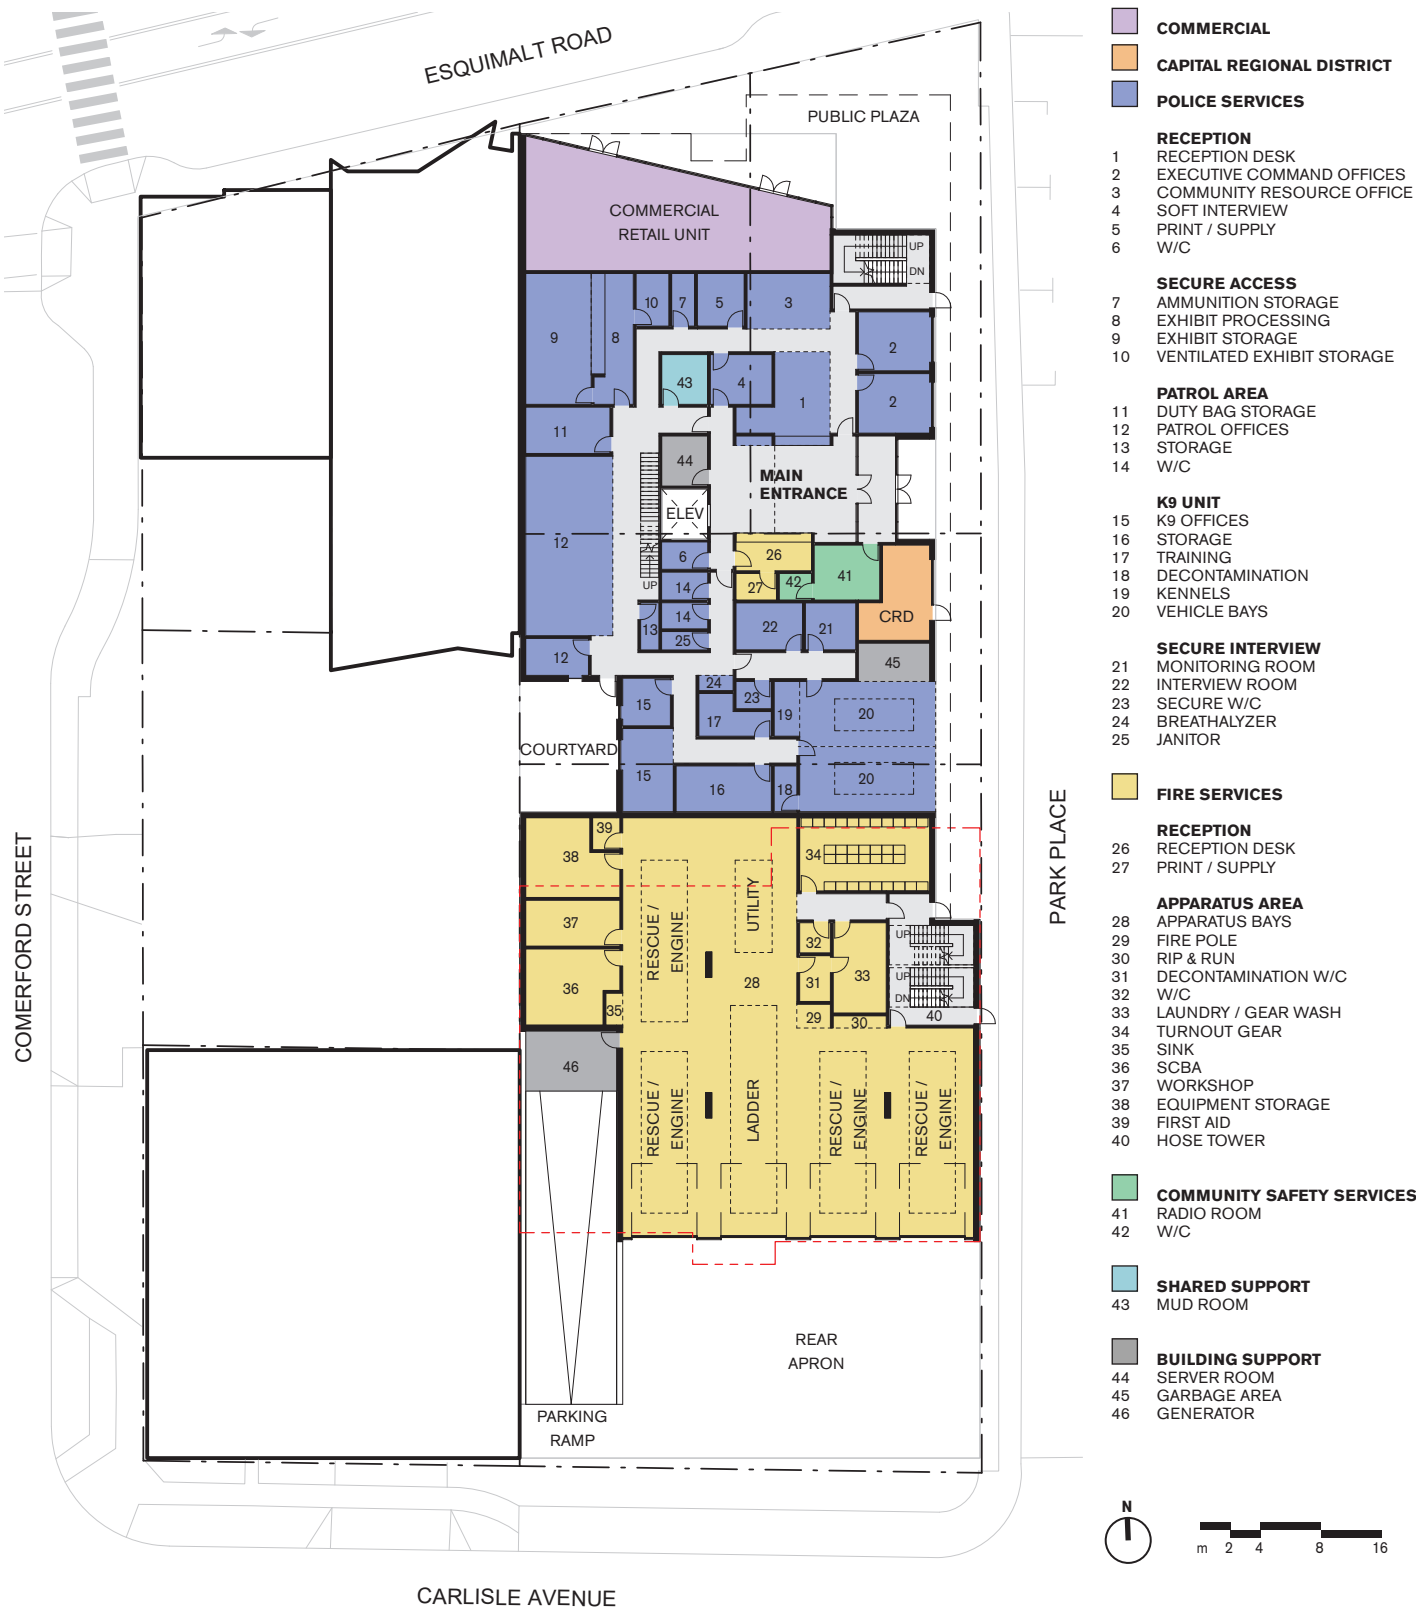 ESQUIMALT ROAD
PUBLIC PLAZA
COMMERCIAL
RETAIL UNIT
UP
DN
10
7
5
3
9
8
2
43
4
1
2
11
44
MAIN
ENTRANCE
ELEV
12
6
26
UP
14
27
42
41
13
14
22
21
CRD
25
12
45
24
23
15
17
19
20
COURTYARD
15
16
18
20
39
38
34
RESCUE /
ENGINE
UTILITY
37
32
UP
36
28
31
33
UP
DN
35
29
30
40
46
RESCUE /
ENGINE
LADDER
RESCUE /
ENGINE
RESCUE /
ENGINE
REAR
APRON
PARKING
RAMP
COMERFORD STREET
PARK PLACE
CARLISLE AVENUE
COMMERCIAL
CAPITAL REGIONAL DISTRICT
POLICE SERVICES
RECEPTION
1 RECEPTION DESK
2 EXECUTIVE COMMAND OFFICES
3 COMMUNITY RESOURCE OFFICE
4 SOFT INTERVIEW
5 PRINT / SUPPLY
6 W/C
SECURE ACCESS
7 AMMUNITION STORAGE
8 EXHIBIT PROCESSING
9 EXHIBIT STORAGE
10 VENTILATED EXHIBIT STORAGE
PATROL AREA
11 DUTY BAG STORAGE
12 PATROL OFFICES
13 STORAGE
14 W/C
K9 UNIT
15 K9 OFFICES
16 STORAGE
17 TRAINING
18 DECONTAMINATION
19 KENNELS
20 VEHICLE BAYS
SECURE INTERVIEW
21 MONITORING ROOM
22 INTERVIEW ROOM
23 SECURE W/C
24 BREATHALYZER
25 JANITOR
FIRE SERVICES
RECEPTION
26 RECEPTION DESK
27 PRINT / SUPPLY
APPARATUS AREA
28 APPARATUS BAYS
29 FIRE POLE
30 RIP & RUN
31 DECONTAMINATION W/C
32 W/C
33 LAUNDRY / GEAR WASH
34 TURNOUT GEAR
35 SINK
36 SCBA
37 WORKSHOP
38 EQUIPMENT STORAGE
39 FIRST AID
40 HOSE TOWER
COMMUNITY SAFETY SERVICES
41 RADIO ROOM
42 W/C
SHARED SUPPORT
43 MUD ROOM
BUILDING SUPPORT
44 SERVER ROOM
45 GARBAGE AREA
46 GENERATOR
N
m 2 4 8 16